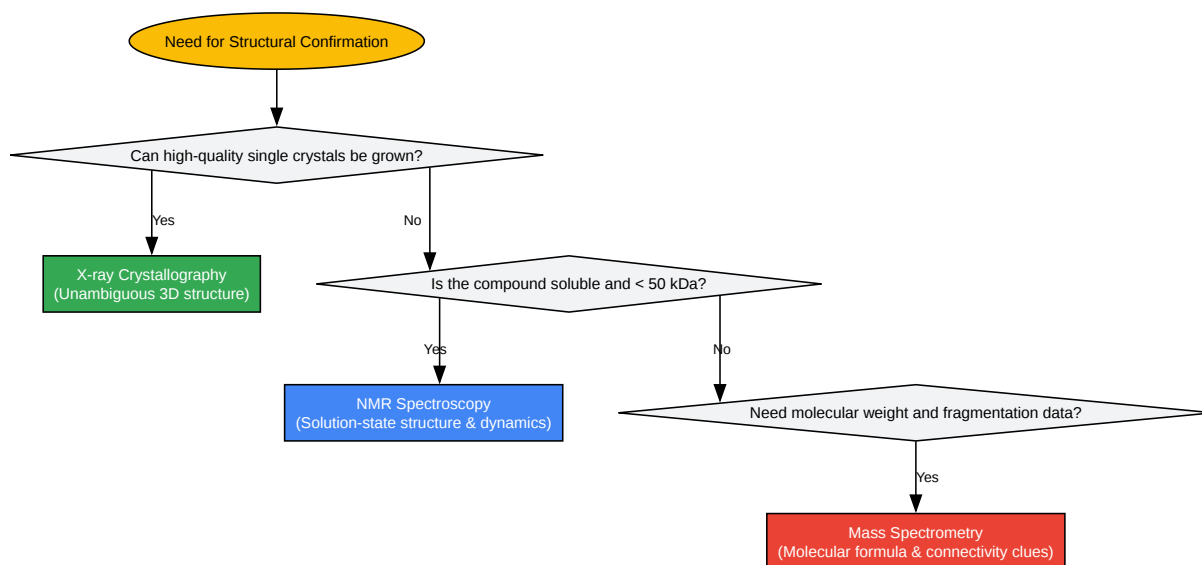 Need for Structural Confirmation
Can high-quality single crystals be grown?
Yes
No
X-ray Crystallography
(Unambiguous 3D structure)
Is the compound soluble and < 50 kDa?
Yes
No
NMR Spectroscopy
(Solution-state structure & dynamics)
Need molecular weight and fragmentation data?
Yes
Mass Spectrometry
(Molecular formula & connectivity clues)